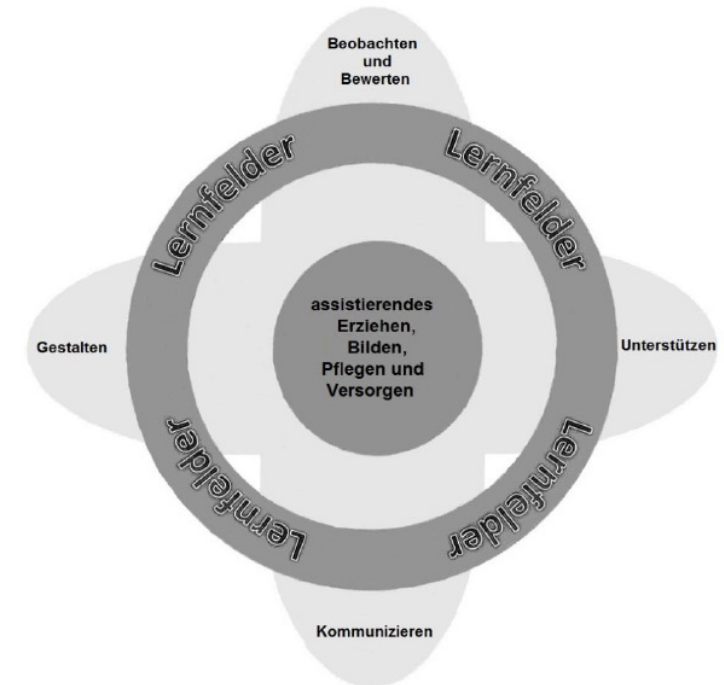 Beobachten
und
Bewerten
Lernfelder
Lernfelder
assistierendes
Erziehen,
Bilden,
Pflegen und
Versorgen
Gestalten
Unterstützen
Lernfelder
Lernfelder
Kommunizieren